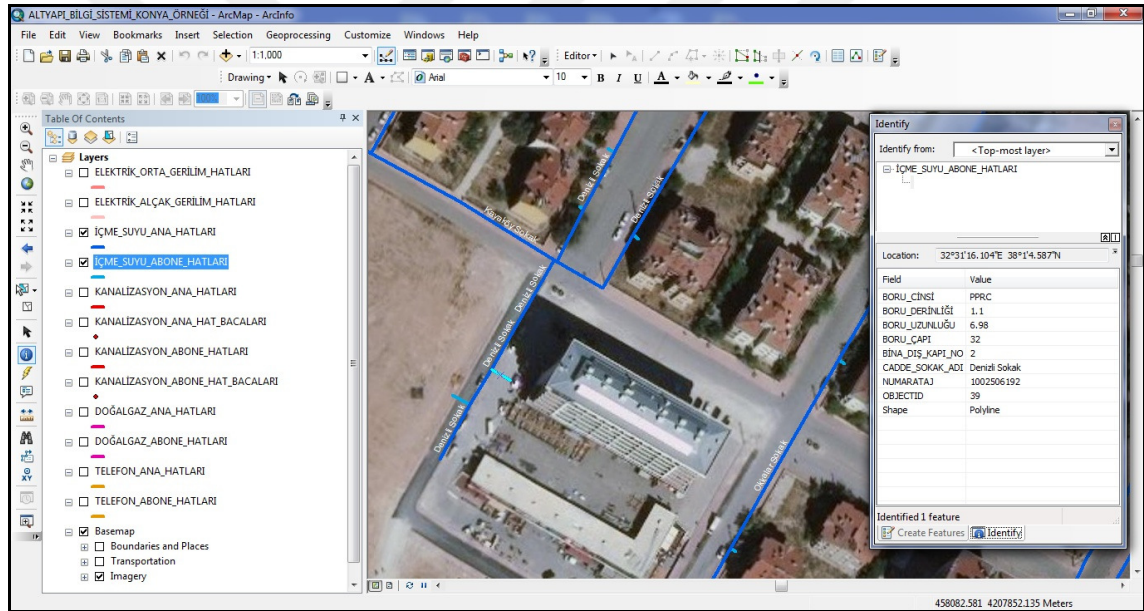 ALTYAPI_BİLGİ_SİSTEMİ_KONYA_ÖRNEĞİ - ArcMap - ArcInfo
File Edit View Bookmarks Insert Selection Geoprocessing Customize Windows Help
1:1,000
Editor
Drawing
Arial
10
B I U A
100%
Table Of Contents
Layers
ELEKTRİK_ORTA_GERİLİM_HATLARI
ELEKTRİK_ALÇAK_GERİLİM_HATLARI
İÇME_SUYU_ANA_HATLARI
İÇME_SUYU_ABONE_HATLARI
KANALİZASYON_ANA_HATLARI
KANALİZASYON_ANA_HAT_BACALARI
KANALİZASYON_ABONE_HATLARI
KANALİZASYON_ABONE_HAT_BACALARI
DOĞALGAZ_ANA_HATLARI
DOĞALGAZ_ABONE_HATLARI
TELEFON_ANA_HATLARI
TELEFON_ABONE_HATLARI
Basemap
Boundaries and Places
Transportation
Imagery
Denizli Sokak
Denizli Sokak
Kayaköy Sokak
Denizli Sokak
Denizli Sokak
Denizli Sokak
Identify
Identify from: <Top-most layer>
İÇME_SUYU_ABONE_HATLARI
Location: 32°31'16.104"E 38°1'4.587"N
Field Value
BORU_CİNSİ PPRC
BORU_DERİNLİĞİ 1.1
BORU_UZUNLUĞU 6.98
BORU_ÇAPI 32
BİNA_DIŞ_KAPI_NO 2
CADDE_SOKAK_ADI Denizli Sokak
NUMARATAJ 1002506192
OBJECTID 39
Shape Polyline
Identified 1 feature
Create Features Identify
458082.581 4207852.135 Meters